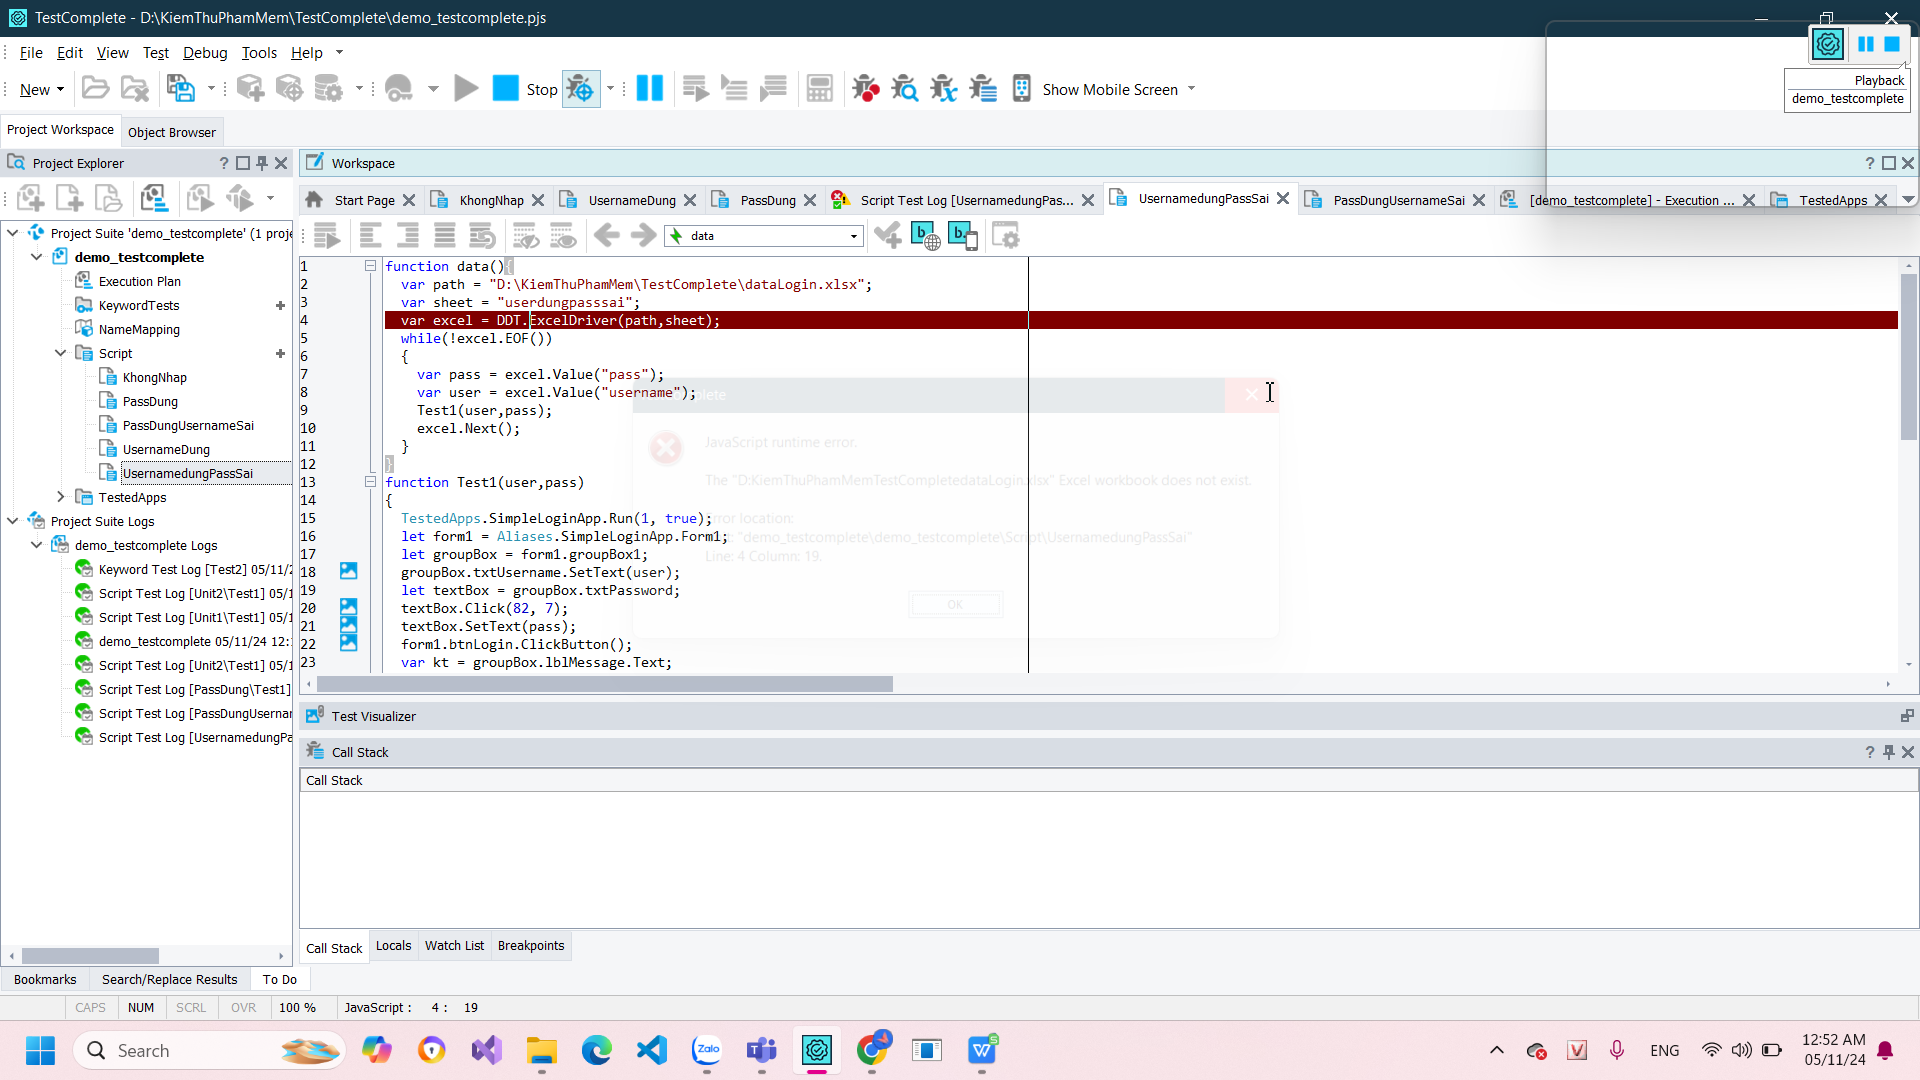 TestComplete - D:\KiemThuPhamMem\TestComplete\demo_testcomplete.pjs
File Edit View Test Debug Tools Help
New Stop Show Mobile Screen
Playback
demo_testcomplete
Project Workspace Object Browser
Project Explorer
Workspace
Start Page KhongNhap UsernameDung PassDung Script Test Log [UsernamedungPas... UsernamedungPassSai PassDungUsernameSai [demo_testcomplete] - Execution ... TestedApps
data
Project Suite 'demo_testcomplete' (1 proje
demo_testcomplete
Execution Plan
KeywordTests
NameMapping
Script
KhongNhap
PassDung
PassDungUsernameSai
UsernameDung
UsernamedungPassSai
TestedApps
Project Suite Logs
demo_testcomplete Logs
Keyword Test Log [Test2] 05/11/2
Script Test Log [Unit2\Test1] 05/1
Script Test Log [Unit1\Test1] 05/1
demo_testcomplete 05/11/24 12:
Script Test Log [Unit2\Test1] 05/1
Script Test Log [PassDung\Test1]
Script Test Log [PassDungUsernar
Script Test Log [UsernamedungPa
1 function data(){
2 var path = "D:\KiemThuPhamMem\TestComplete\dataLogin.xlsx";
3 var sheet = "userdungpasssai";
4 var excel = DDT.ExcelDriver(path,sheet);
5 while(!excel.EOF())
6 {
7 var pass = excel.Value("pass");
8 var user = excel.Value("username");
9 Test1(user,pass);
10 excel.Next();
11 }
12 }
13 function Test1(user,pass)
14 {
15 TestedApps.SimpleLoginApp.Run(1, true);
16 let form1 = Aliases.SimpleLoginApp.Form1;
17 let groupBox = form1.groupBox1;
18 groupBox.txtUsername.SetText(user);
19 let textBox = groupBox.txtPassword;
20 textBox.Click(82, 7);
21 textBox.SetText(pass);
22 form1.btnLogin.ClickButton();
23 var kt = groupBox.lblMessage.Text;
JavaScript runtime error.
The "D:KiemThuPhamMemTestCompletedataLogin.xlsx" Excel workbook does not exist.
Error location:
"demo_testcomplete\demo_testcomplete\Script\UsernamedungPassSai"
Line: 4 Column: 19.
OK
Test Visualizer
Call Stack
Call Stack
Call Stack Locals Watch List Breakpoints
Bookmarks Search/Replace Results To Do
CAPS NUM SCRL OVR 100 % JavaScript : 4 : 19
Search
Zalo
ENG
12:52 AM
05/11/24